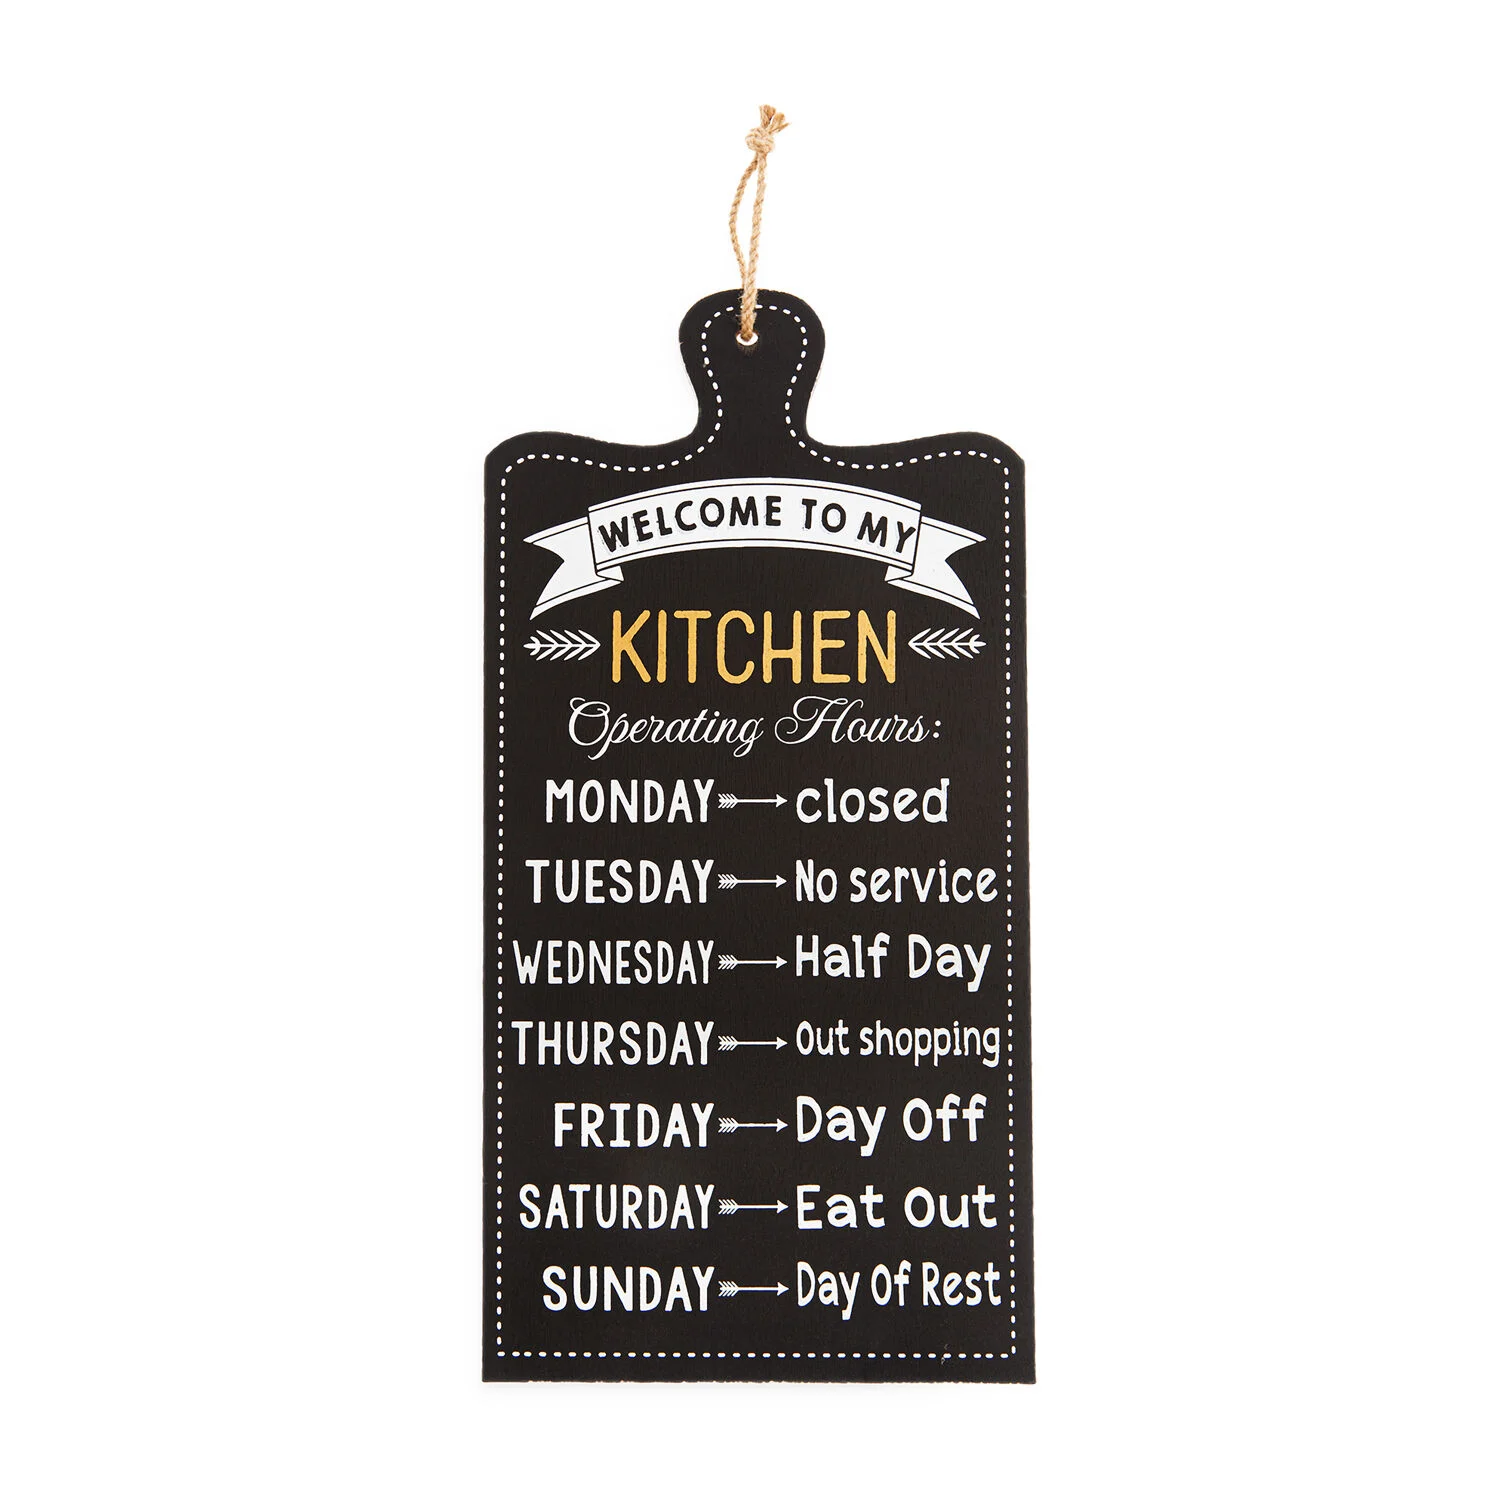 WELCOME TO MY
KITCHEN
Operating Hours:
MONDAY closed
TUESDAY No service
WEDNESDAY Half Day
THURSDAY Out shopping
FRIDAY Day Off
SATURDAY Eat Out
SUNDAY Day Of Rest